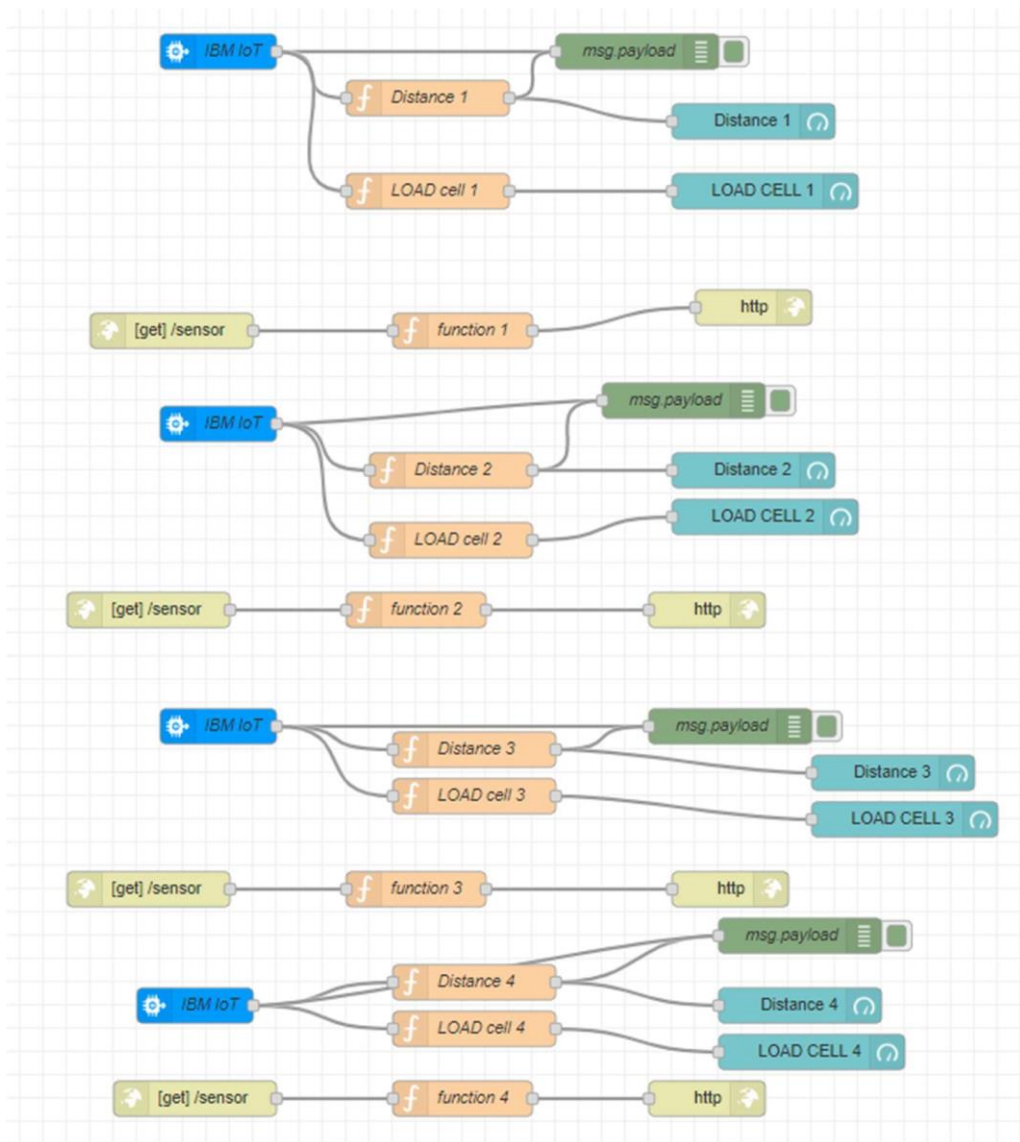 IBM IoT
msg.payload
Distance 1
Distance 1
LOAD cell 1
LOAD CELL 1
http
[get] /sensor
function 1
msg.payload
IBM IoT
Distance 2
Distance 2
LOAD CELL 2
LOAD cell 2
[get] /sensor
function 2
http
IBM IoT
msg.payload
Distance 3
Distance 3
LOAD cell 3
LOAD CELL 3
[get] /sensor
function 3
http
msg.payload
Distance 4
IBM IoT
Distance 4
LOAD cell 4
LOAD CELL 4
[get] /sensor
function 4
http